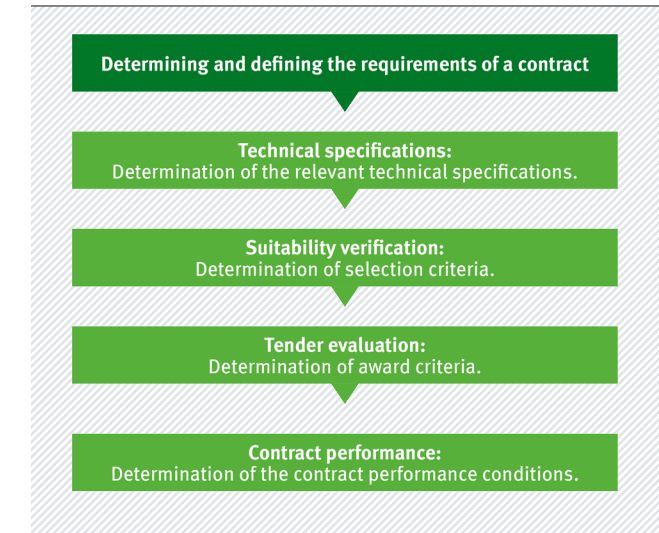 Determining and defining the requirements of a contract
Technical specifications:
Determination of the relevant technical specifications.
Suitability verification:
Determination of selection criteria.
Tender evaluation:
Determination of award criteria.
Contract performance:
Determination of the contract performance conditions.